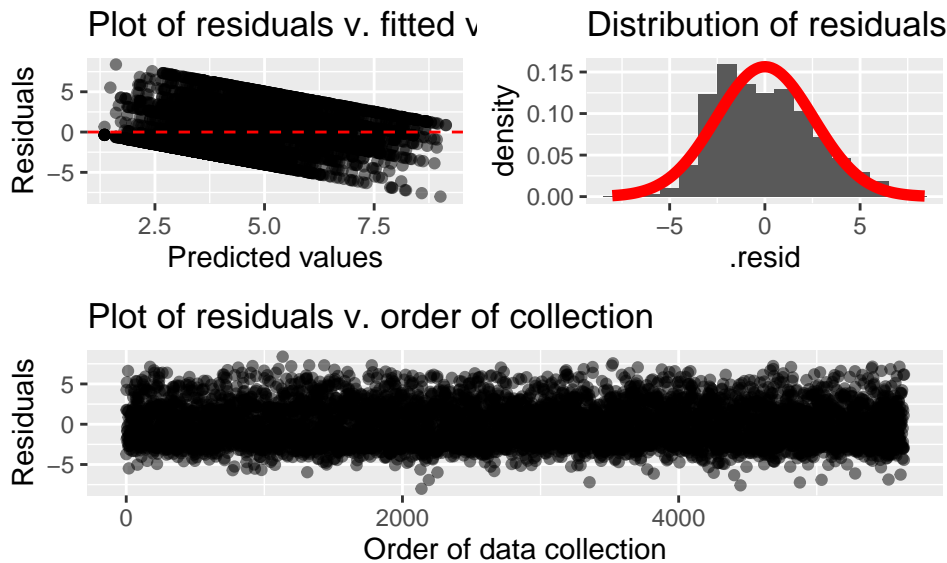 Plot of residuals v. fitted v
Residuals
5
0
−5
2.5
5.0
7.5
Predicted values
Distribution of residuals
density
0.15
0.10
0.05
0.00
−5
0
5
.resid
Plot of residuals v. order of collection
Residuals
5
0
−5
0
2000
4000
Order of data collection